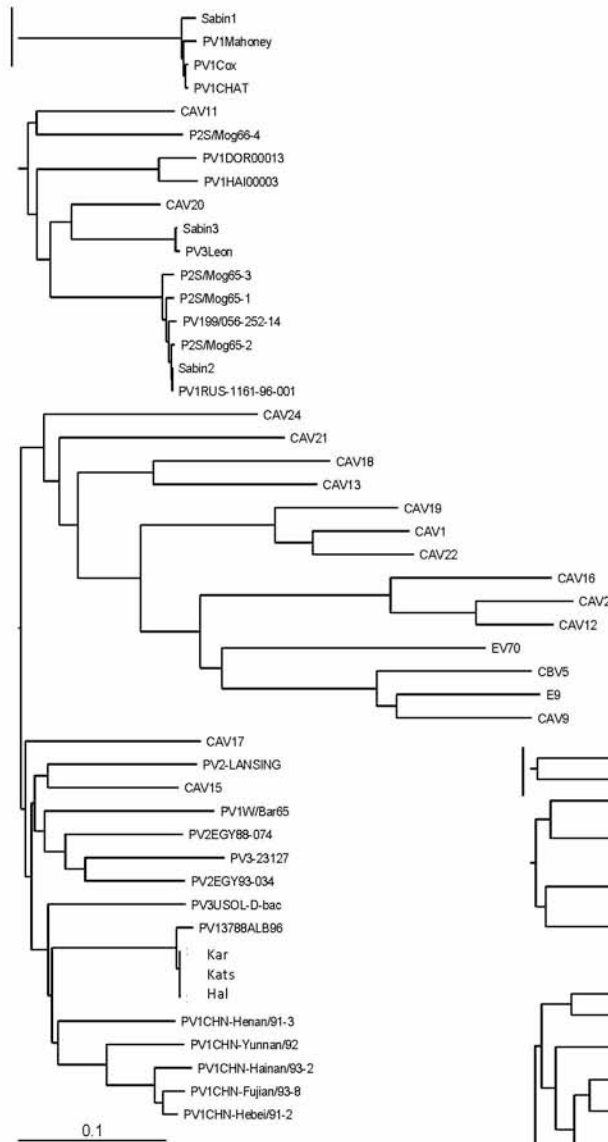 Sabin1
PV1Mahoney
PV1Cox
PV1CHAT
CAV11
P2S/Mog66-4
PV1DOR00013
PV1HAI00003
CAV20
Sabin3
PV3Leon
P2S/Mog65-3
P2S/Mog65-1
PV199/056-252-14
P2S/Mog65-2
Sabin2
PV1RUS-1161-96-001
CAV24
CAV21
CAV18
CAV13
CAV19
CAV1
CAV22
CAV16
CAV2
CAV12
EV70
CBV5
E9
CAV9
CAV17
PV2-LANSING
CAV15
PV1W/Bar65
PV2EGY88-074
PV3-23127
PV2EGY93-034
PV3USOL-D-bac
PV13788ALB96
Kar
Kats
Hal
PV1CHN-Henan/91-3
PV1CHN-Yunnan/92
PV1CHN-Hainan/93-2
PV1CHN-Fujian/93-8
PV1CHN-Hebei/91-2
0.1